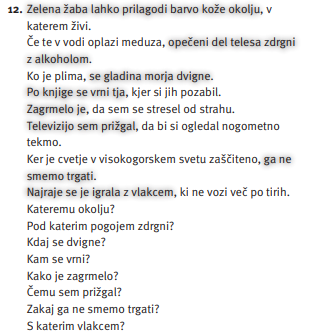 12. Zelena žaba lahko prilagodi barvo kože okolju, v
katerem živi.
Če te v vodi oplazi meduza, opečeni del telesa zdrgni
z alkoholom.
Ko je plima, se gladina morja dvigne.
Po knjige se vrni tja, kjer si jih pozabil.
Zagrmelo je, da sem se stresel od strahu.
Televizijo sem prižgal, da bi si ogledal nogometno
tekmo.
Ker je cvetje v visokogorskem svetu zaščiteno, ga ne
smemo trgati.
Najraje se je igrala z vlakcem, ki ne vozi več po tirih.
Kateremu okolju?
Pod katerim pogojem zdrgni?
Kdaj se dvigne?
Kam se vrni?
Kako je zagrmelo?
Čemu sem prižgal?
Zakaj ga ne smemo trgati?
S katerim vlakcem?